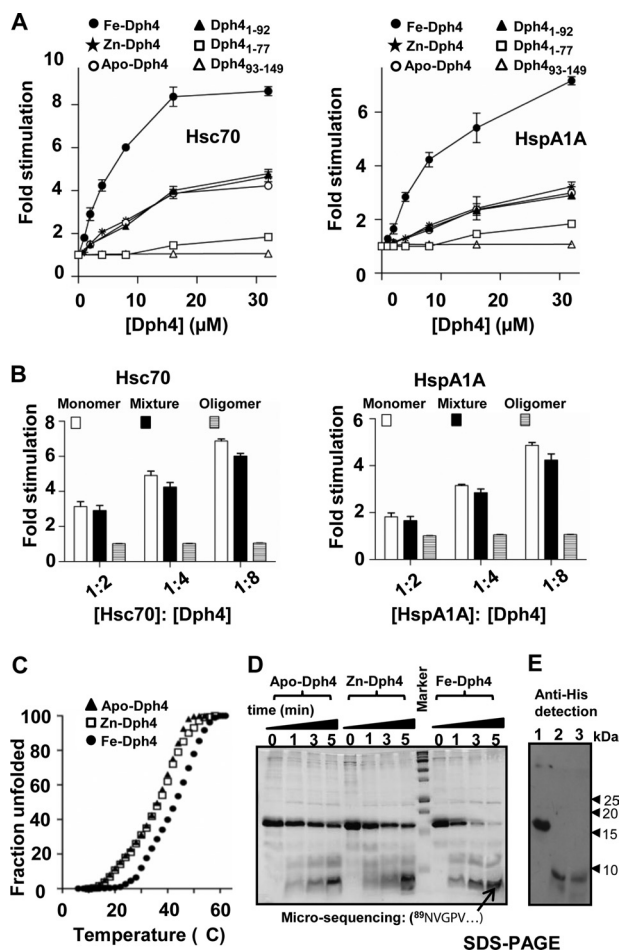 A
Fe-Dph4 Dph4₁₋₉₂
Zn-Dph4 Dph4₁₋₇₇
Apo-Dph4 Dph4₉₃₋₁₄₉
Fold stimulation
10
8
6
4
2
0
Hsc70
0 10 20 30
[Dph4] (µM)
Fe-Dph4 Dph4₁₋₉₂
Zn-Dph4 Dph4₁₋₇₇
Apo-Dph4 Dph4₉₃₋₁₄₉
Fold stimulation
6
4
2
0
HspA1A
0 10 20 30
[Dph4] (µM)
B
Hsc70
Monomer Mixture Oligomer
Fold stimulation
8
6
4
2
0
1:2 1:4 1:8
[Hsc70]: [Dph4]
HspA1A
Monomer Mixture Oligomer
Fold stimulation
6
4
2
0
1:2 1:4 1:8
[HspA1A]: [Dph4]
C
Apo-Dph4
Zn-Dph4
Fe-Dph4
Fraction unfolded
100
80
60
40
20
0
0 20 40 60
Temperature ( C)
D
Apo-Dph4 Zn-Dph4 Marker Fe-Dph4
time (min)
0 1 3 5 0 1 3 5 0 1 3 5
Micro-sequencing: (⁸⁹NVGPV...)
E
Anti-His
detection
1 2 3 kDa
25
20
15
10
SDS-PAGE